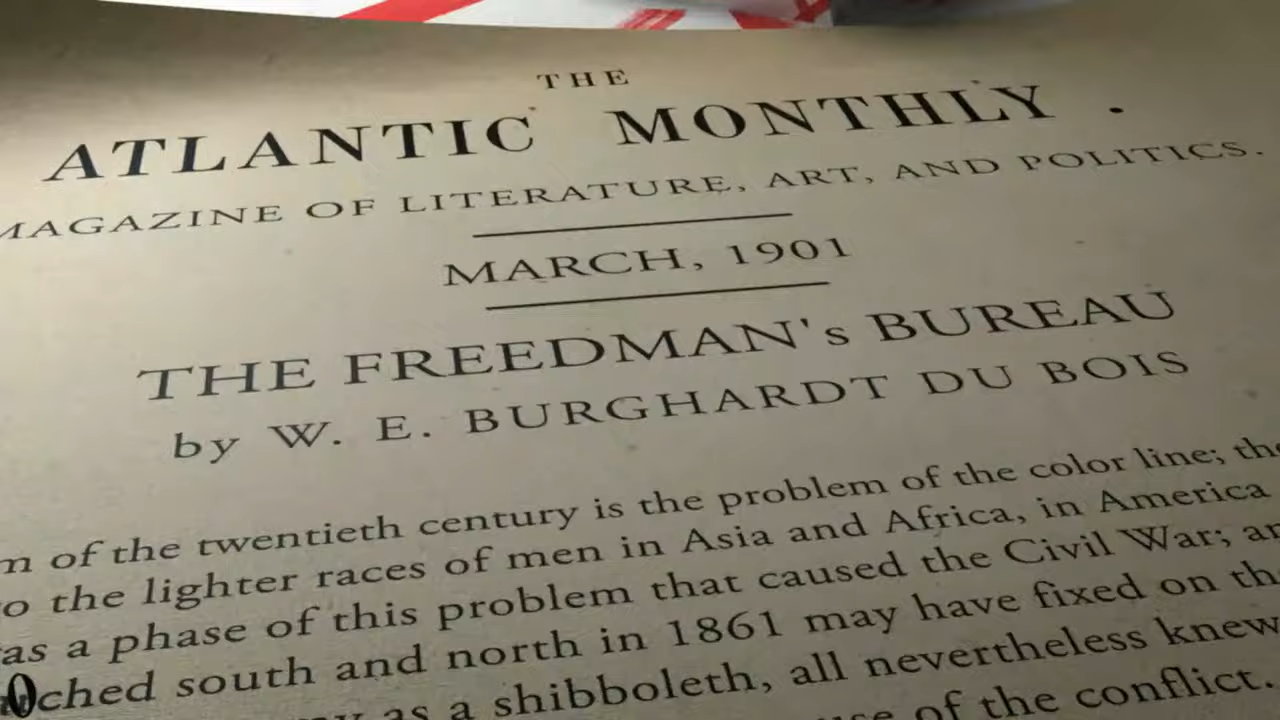 THE
ATLANTIC MONTHLY.
MAGAZINE OF LITERATURE, ART, AND POLITICS.
MARCH, 1901
THE FREEDMAN's BUREAU
by W. E. BURGHARDT DU BOIS
m of the twentieth century is the problem of the color line; the
o the lighter races of men in Asia and Africa, in America
as a phase of this problem that caused the Civil War; an
ched south and north in 1861 may have fixed on the
as a shibboleth, all nevertheless knew
of the conflict.